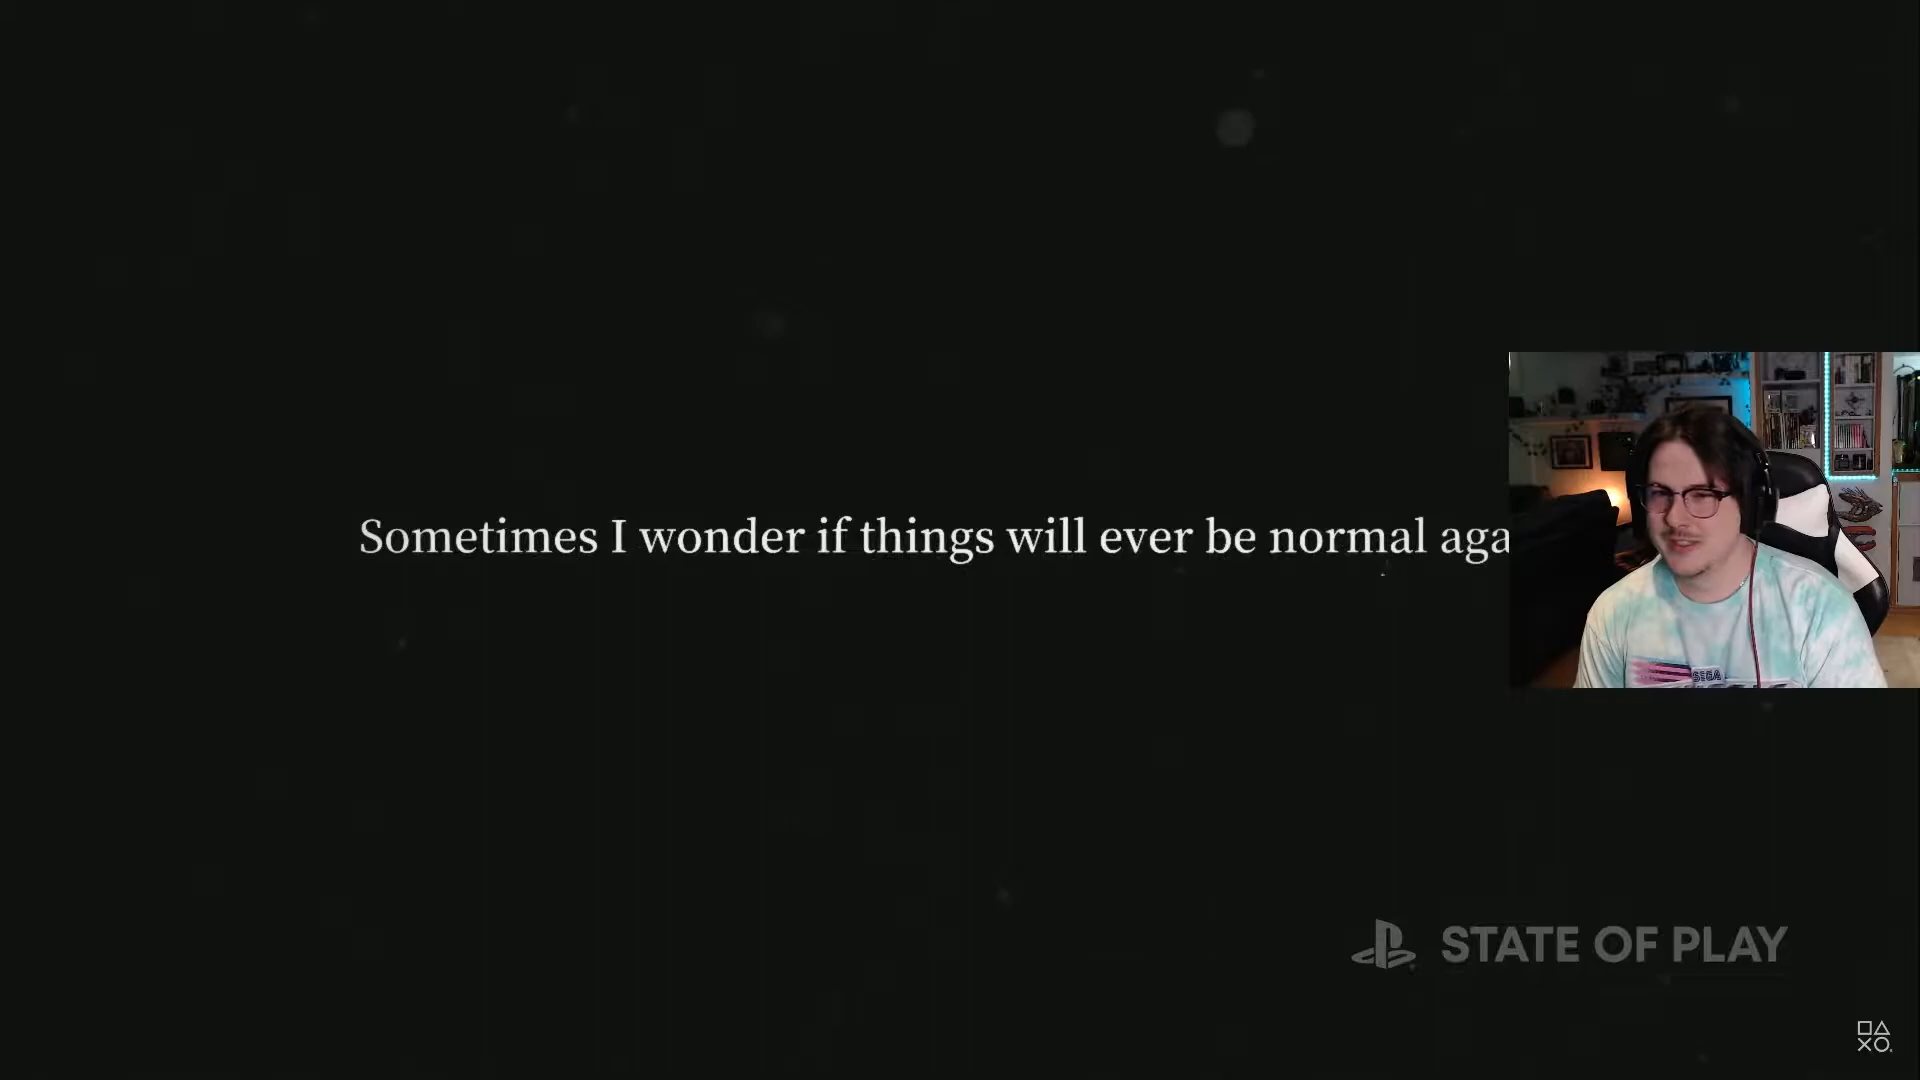 Sometimes I wonder if things will ever be normal aga
SEGA
STATE OF PLAY